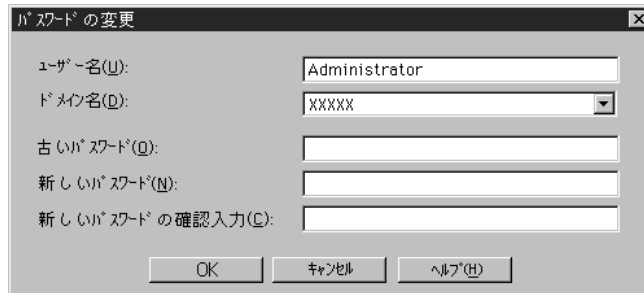 ﾊﾟｽﾜｰﾄﾞの変更
ﾕｰｻﾞｰ名(U): Administrator
ﾄﾞﾒｲﾝ名(D): XXXXX
古いﾊﾟｽﾜｰﾄﾞ(O):
新しいﾊﾟｽﾜｰﾄﾞ(N):
新しいﾊﾟｽﾜｰﾄﾞの確認入力(C):
OK ｷｬﾝｾﾙ ﾍﾙﾌﾟ(H)